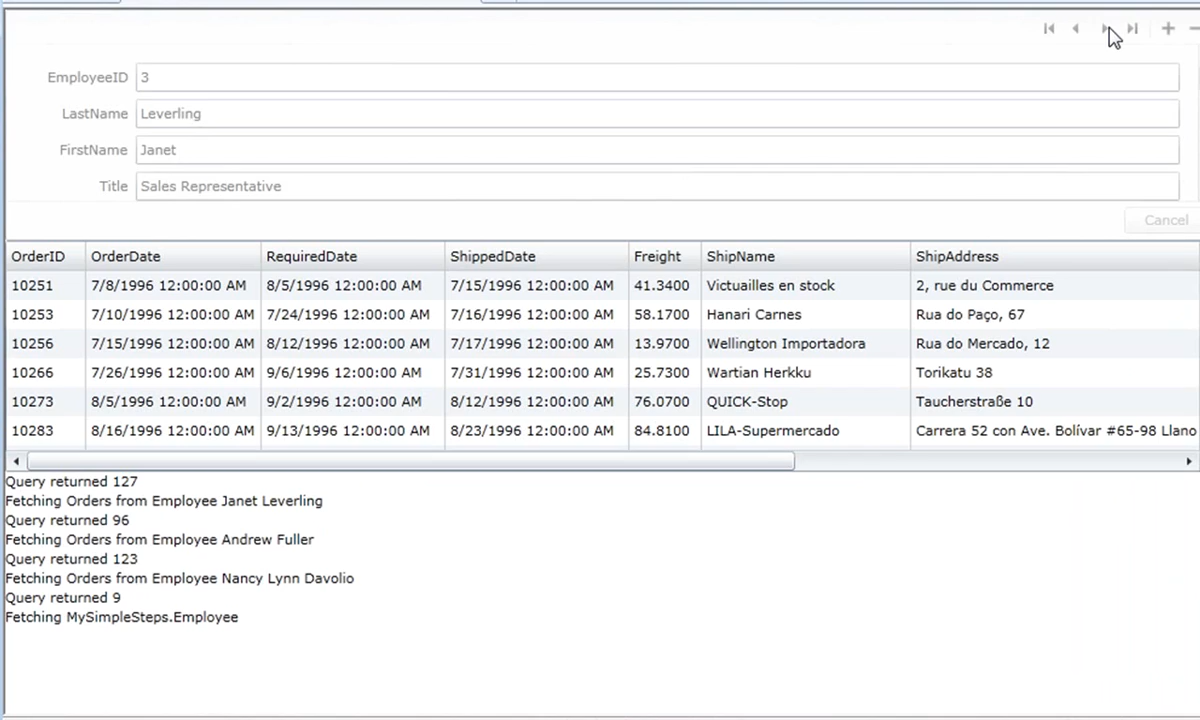 EmployeeID 3
LastName Leverling
FirstName Janet
Title Sales Representative
Cancel
OrderID OrderDate RequiredDate ShippedDate Freight ShipName ShipAddress
10251 7/8/1996 12:00:00 AM 8/5/1996 12:00:00 AM 7/15/1996 12:00:00 AM 41.3400 Victuailles en stock 2, rue du Commerce
10253 7/10/1996 12:00:00 AM 7/24/1996 12:00:00 AM 7/16/1996 12:00:00 AM 58.1700 Hanari Carnes Rua do Paço, 67
10256 7/15/1996 12:00:00 AM 8/12/1996 12:00:00 AM 7/17/1996 12:00:00 AM 13.9700 Wellington Importadora Rua do Mercado, 12
10266 7/26/1996 12:00:00 AM 9/6/1996 12:00:00 AM 7/31/1996 12:00:00 AM 25.7300 Wartian Herkku Torikatu 38
10273 8/5/1996 12:00:00 AM 9/2/1996 12:00:00 AM 8/12/1996 12:00:00 AM 76.0700 QUICK-Stop Taucherstraße 10
10283 8/16/1996 12:00:00 AM 9/13/1996 12:00:00 AM 8/23/1996 12:00:00 AM 84.8100 LILA-Supermercado Carrera 52 con Ave. Bolívar #65-98 Llano
Query returned 127
Fetching Orders from Employee Janet Leverling
Query returned 96
Fetching Orders from Employee Andrew Fuller
Query returned 123
Fetching Orders from Employee Nancy Lynn Davolio
Query returned 9
Fetching MySimpleSteps.Employee